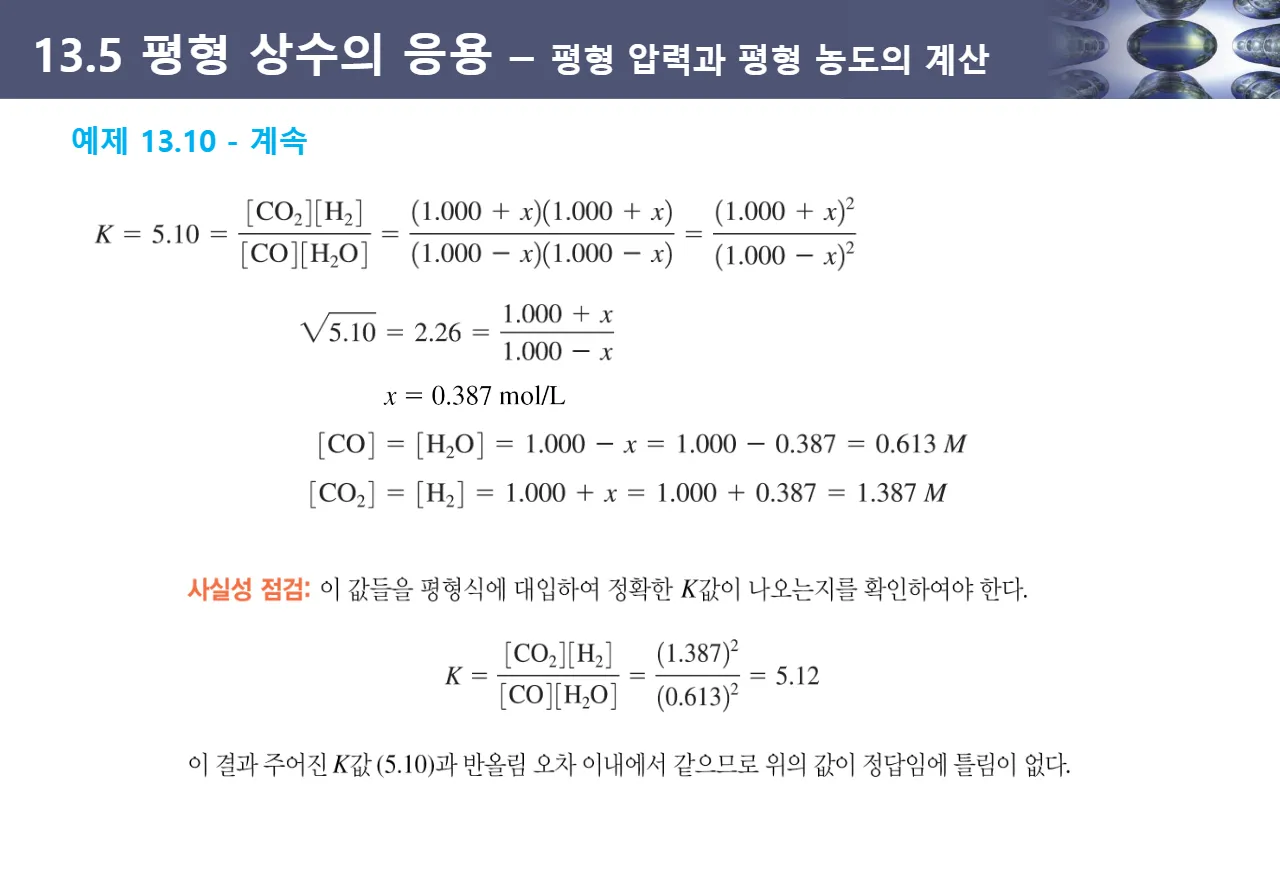 13.5 평형 상수의 응용 – 평형 압력과 평형 농도의 계산
예제 13.10 - 계속
K = 5.10 = [CO₂][H₂] / [CO][H₂O] = (1.000 + x)(1.000 + x) / (1.000 − x)(1.000 − x) = (1.000 + x)² / (1.000 − x)²
√5.10 = 2.26 = 1.000 + x / 1.000 − x
x = 0.387 mol/L
[CO] = [H₂O] = 1.000 − x = 1.000 − 0.387 = 0.613 M
[CO₂] = [H₂] = 1.000 + x = 1.000 + 0.387 = 1.387 M
사실성 점검: 이 값들을 평형식에 대입하여 정확한 K값이 나오는지를 확인하여야 한다.
K = [CO₂][H₂] / [CO][H₂O] = (1.387)² / (0.613)² = 5.12
이 결과 주어진 K값 (5.10)과 반올림 오차 이내에서 같으므로 위의 값이 정답임에 틀림이 없다.